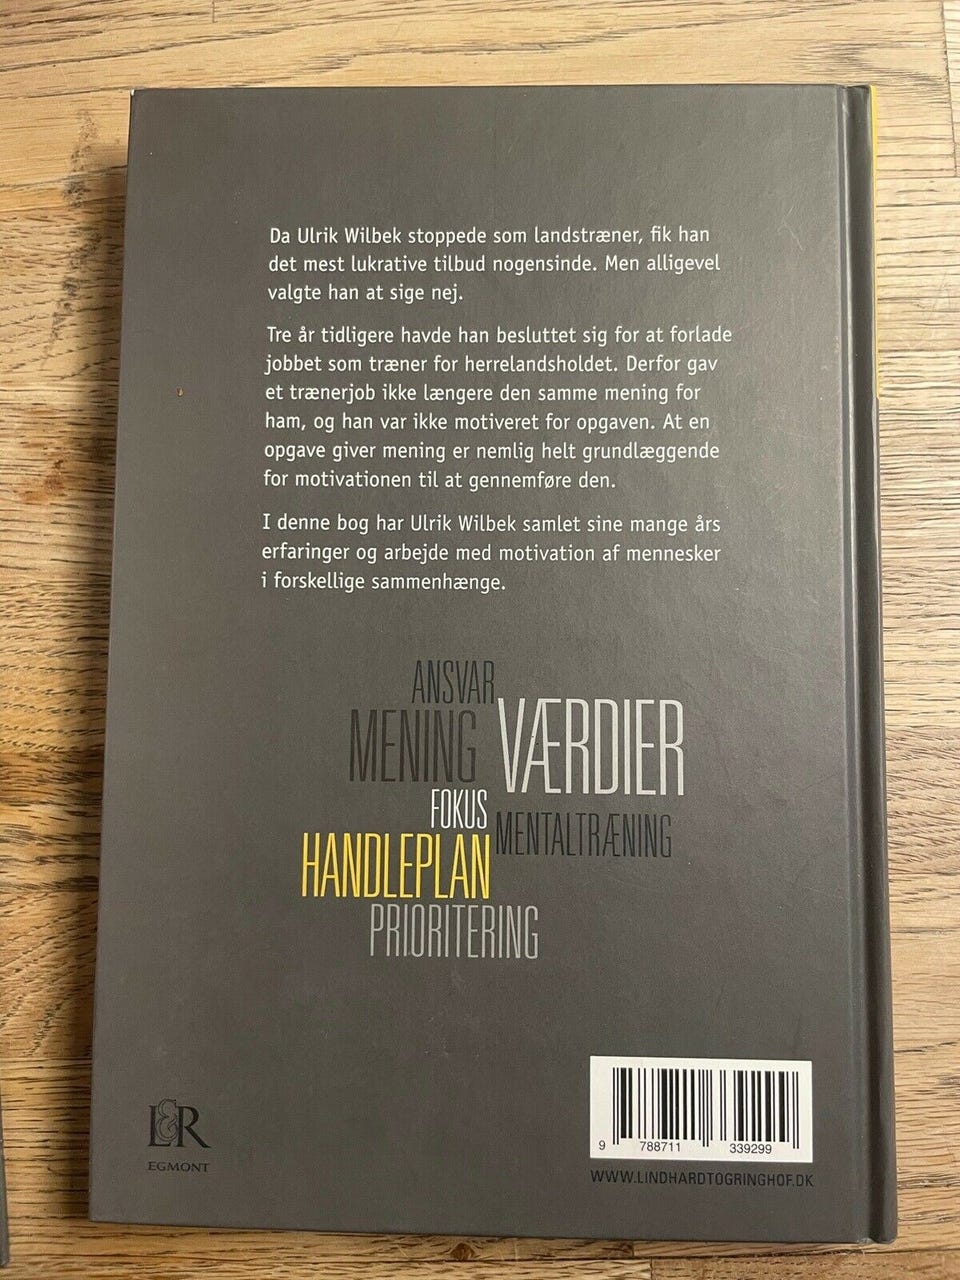 Da Ulrik Wilbek stoppede som landstræner, fik han
det mest lukrative tilbud nogensinde. Men alligevel
valgte han at sige nej.
Tre år tidligere havde han besluttet sig for at forlade
jobbet som træner for herrelandsholdet. Derfor gav
et trænerjob ikke længere den samme mening for
ham, og han var ikke motiveret for opgaven. At en
opgave giver mening er nemlig helt grundlæggende
for motivationen til at gennemføre den.
I denne bog har Ulrik Wilbek samlet sine mange års
erfaringer og arbejde med motivation af mennesker
i forskellige sammenhænge.
ANSVAR
MENING VÆRDIER
FOKUS
MENTALTRÆNING
HANDLEPLAN
PRIORITERING
L&R
EGMONT
9 788711 339299
WWW.LINDHARDTOGRINGHOF.DK